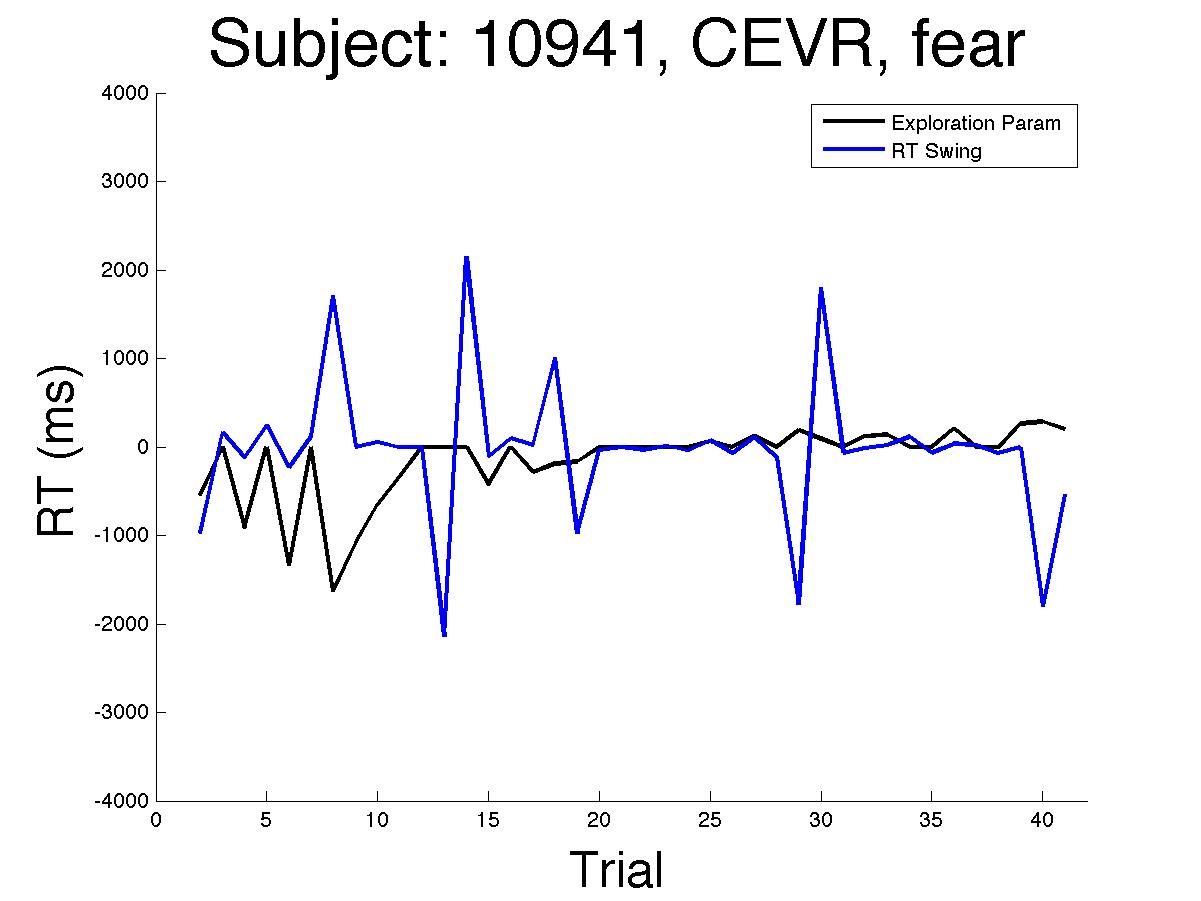 Subject: 10941, CEVR, fear
Exploration Param
RT Swing
RT (ms)
4000
3000
2000
1000
0
-1000
-2000
-3000
-4000
0 5 10 15 20 25 30 35 40
Trial